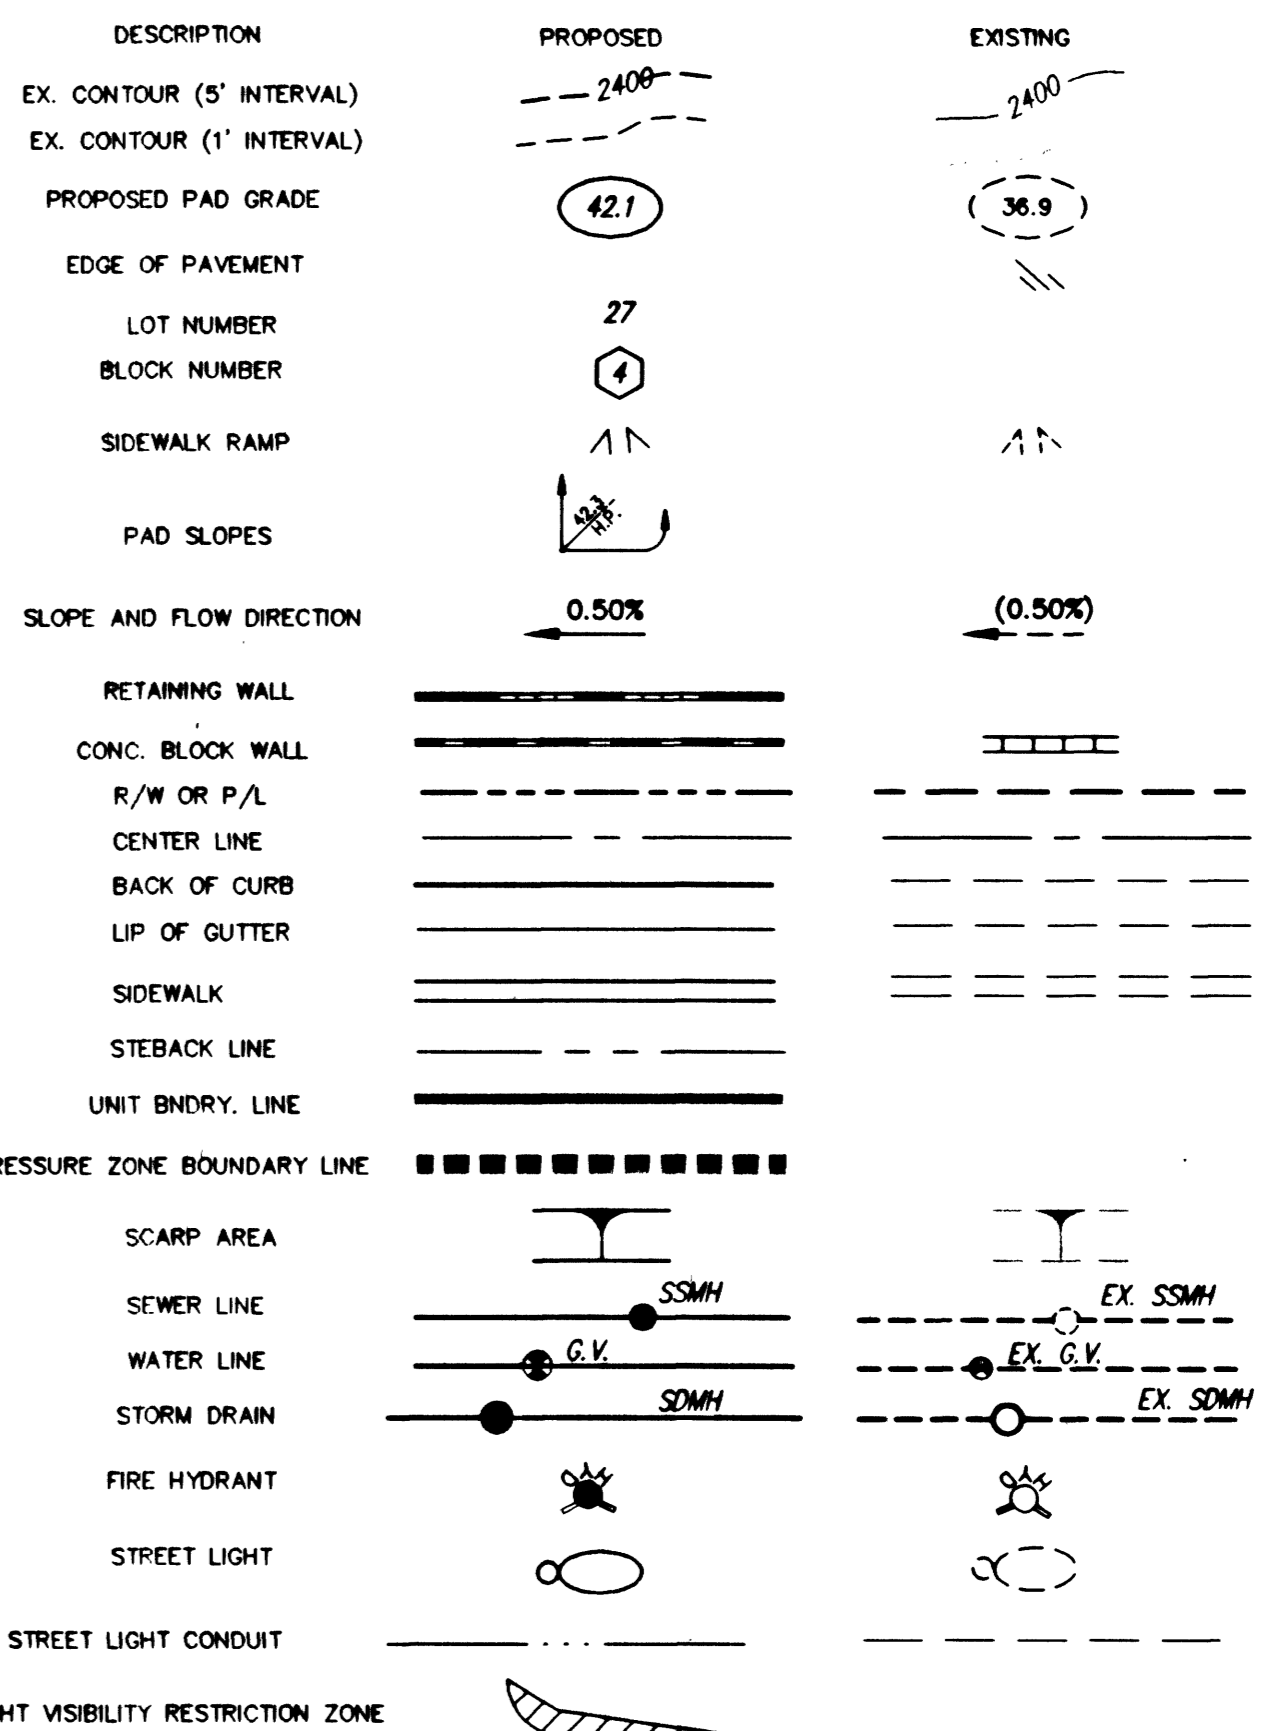 DESCRIPTION PROPOSED EXISTING
EX. CONTOUR (5' INTERVAL) 2400 2400
EX. CONTOUR (1' INTERVAL)
PROPOSED PAD GRADE 42.1 ( 36.9 )
EDGE OF PAVEMENT
LOT NUMBER 27
BLOCK NUMBER 4
SIDEWALK RAMP
PAD SLOPES 42.3 H.P.
SLOPE AND FLOW DIRECTION 0.50% (0.50%)
RETAINING WALL
CONC. BLOCK WALL
R/W OR P/L
CENTER LINE
BACK OF CURB
LIP OF GUTTER
SIDEWALK
STEBACK LINE
UNIT BNDRY. LINE
RESSURE ZONE BOUNDARY LINE
SCARP AREA
SEWER LINE SSMH EX. SSMH
WATER LINE G.V. EX. G.V.
STORM DRAIN SDMH EX. SDMH
FIRE HYDRANT
STREET LIGHT
STREET LIGHT CONDUIT
HT VISIBILITY RESTRICTION ZONE